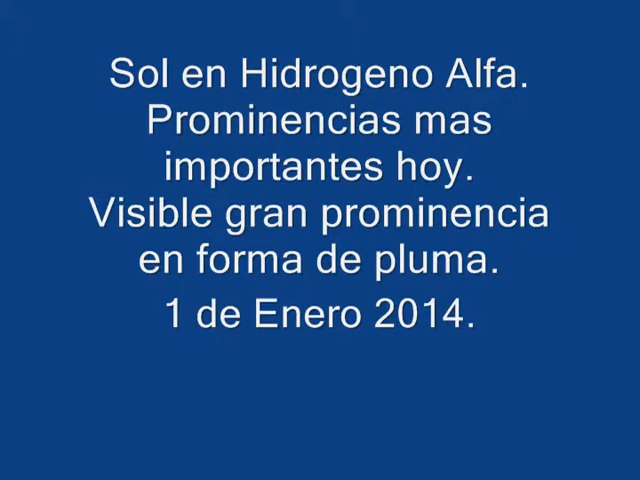 Sol en Hidrogeno Alfa.
Prominencias mas
importantes hoy.
Visible gran prominencia
en forma de pluma.
1 de Enero 2014.